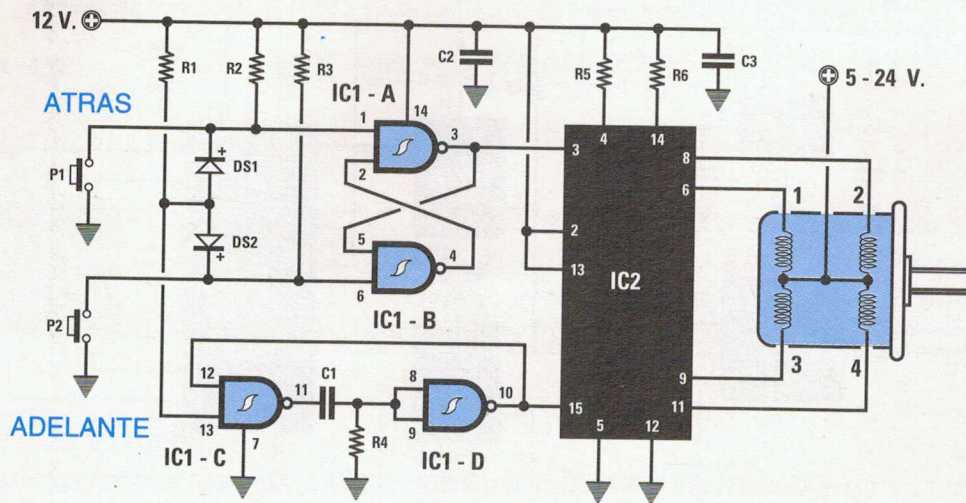 12 V.
R1
R2
R3
C2
R5
R6
C3
5 - 24 V.
IC1 - A
ATRAS
14
1
3
2
P1
DS1
+
4
14
3
8
6
1
2
5
4
6
2
13
IC2
DS2
+
IC1 - B
P2
3
4
9
11
12
11
C1
8
10
15
13
9
5
12
ADELANTE
7
R4
IC1 - C
IC1 - D